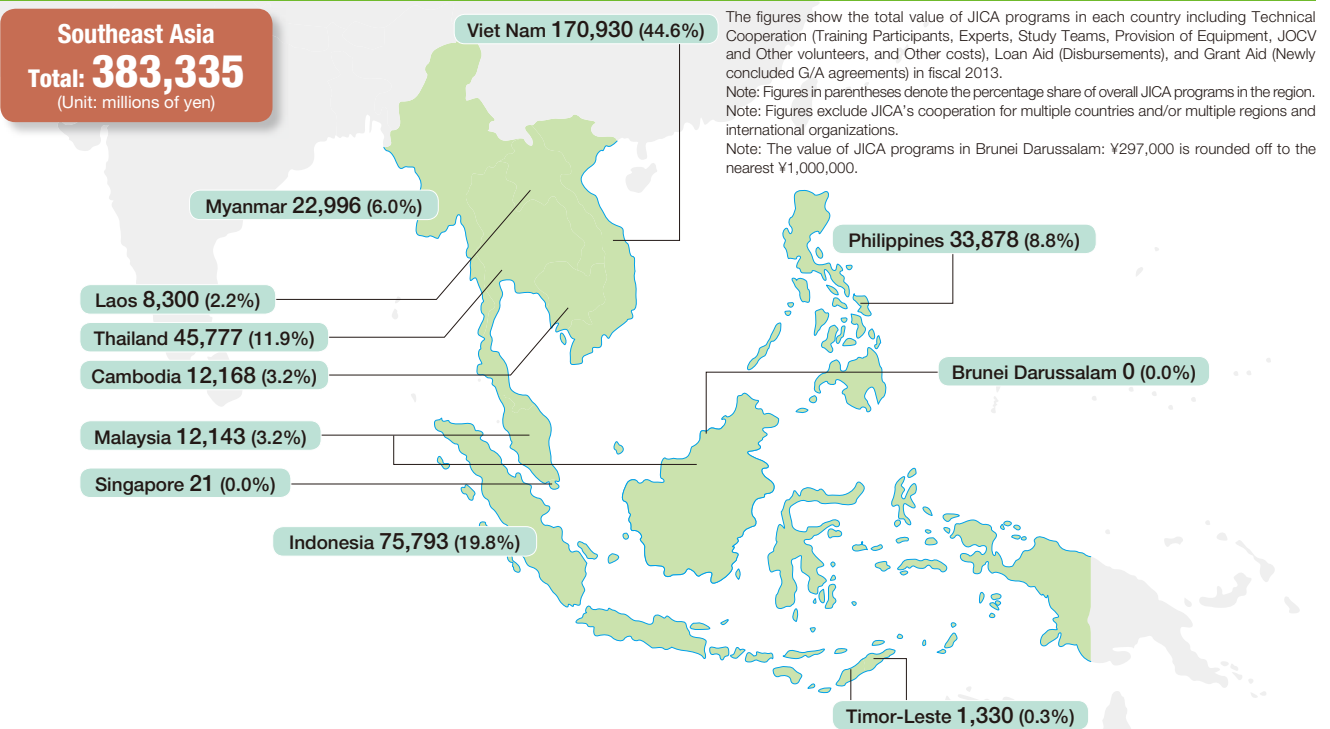 Southeast Asia
Total: 383,335
(Unit: millions of yen)
Viet Nam 170,930 (44.6%)
The figures show the total value of JICA programs in each country including Technical
Cooperation (Training Participants, Experts, Study Teams, Provision of Equipment, JOCV
and Other volunteers, and Other costs), Loan Aid (Disbursements), and Grant Aid (Newly
concluded G/A agreements) in fiscal 2013.
Note: Figures in parentheses denote the percentage share of overall JICA programs in the region.
Note: Figures exclude JICA's cooperation for multiple countries and/or multiple regions and
international organizations.
Note: The value of JICA programs in Brunei Darussalam: ¥297,000 is rounded off to the
nearest ¥1,000,000.
Myanmar 22,996 (6.0%)
Philippines 33,878 (8.8%)
Laos 8,300 (2.2%)
Thailand 45,777 (11.9%)
Cambodia 12,168 (3.2%)
Brunei Darussalam 0 (0.0%)
Malaysia 12,143 (3.2%)
Singapore 21 (0.0%)
Indonesia 75,793 (19.8%)
Timor-Leste 1,330 (0.3%)